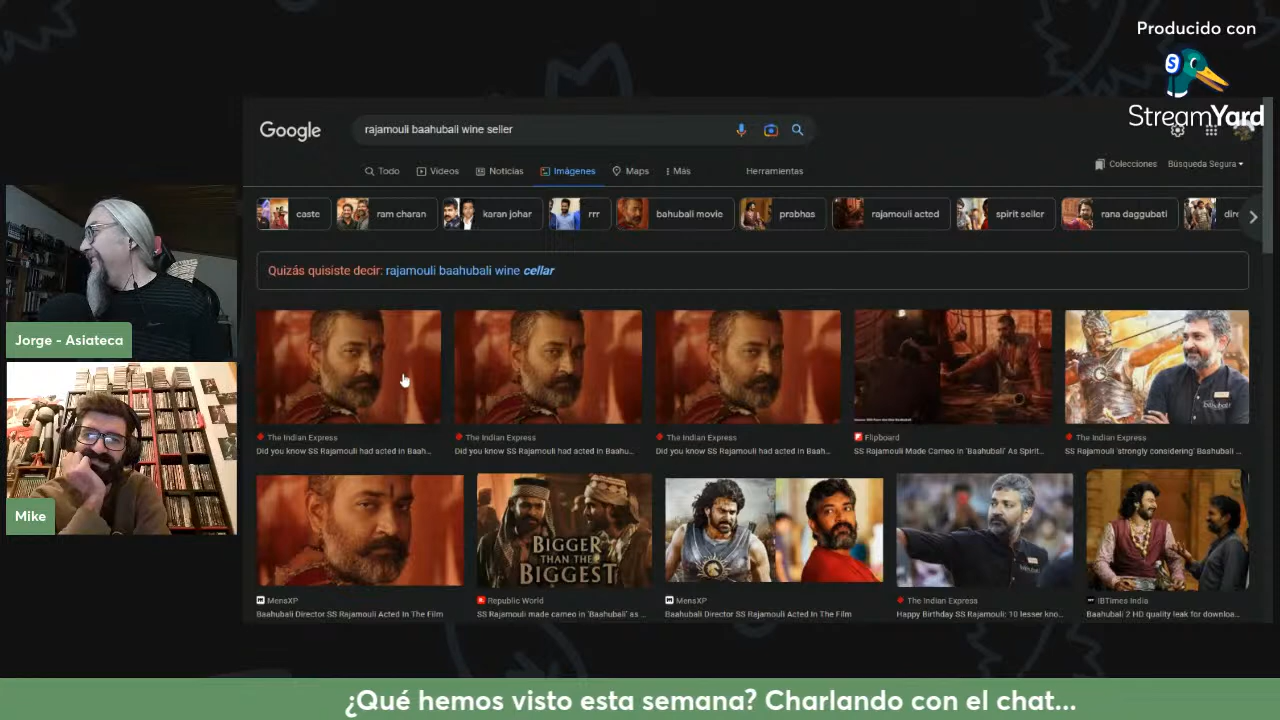 Producido con
StreamYard
Google
rajamouli baahubali wine seller
Todo
Videos
Noticias
Imágenes
Maps
Más
Herramientas
Colecciones
Búsqueda Segura
caste
ram charan
karan johar
rrr
bahubali movie
prabhas
rajamouli acted
spirit seller
rana daggubati
dire
Quizás quisiste decir: rajamouli baahubali wine cellar
Jorge - Asiateca
Mike
The Indian Express
Did you know SS Rajamouli had acted in Baah...
The Indian Express
Did you know SS Rajamouli had acted in Baahu...
The Indian Express
Did you know SS Rajamouli had acted in Baah...
Flipboard
SS Rajamouli Made Cameo in 'Baahubali' As Spirit...
The Indian Express
SS Rajamouli 'strongly considering' Baahubali ...
BIGGER
THAN THE
BIGGEST
MensXP
Baahubali Director SS Rajamouli Acted In The Film
Republic World
SS Rajamouli made cameo in 'Baahubali' as ...
MensXP
Baahubali Director SS Rajamouli Acted In The Film
The Indian Express
Happy Birthday SS Rajamouli: 10 lesser kno...
IBTimes India
Baahubali 2 HD quality leak for downloa...
¿Qué hemos visto esta semana? Charlando con el chat...